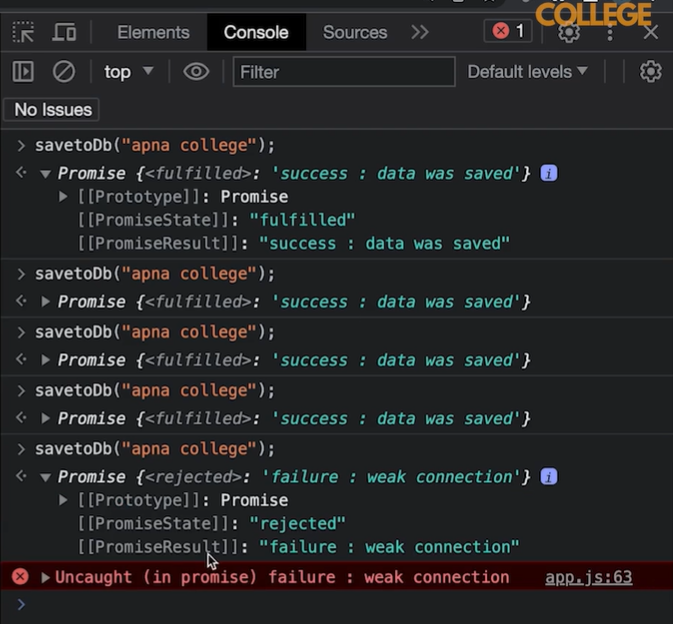 COLLEGE
Elements Console Sources 1
top Filter Default levels
No Issues
savetoDb("apna college");
Promise {<fulfilled>: 'success : data was saved'} i
[[Prototype]]: Promise
[[PromiseState]]: "fulfilled"
[[PromiseResult]]: "success : data was saved"
savetoDb("apna college");
Promise {<fulfilled>: 'success : data was saved'}
savetoDb("apna college");
Promise {<fulfilled>: 'success : data was saved'}
savetoDb("apna college");
Promise {<fulfilled>: 'success : data was saved'}
savetoDb("apna college");
Promise {<rejected>: 'failure : weak connection'} i
[[Prototype]]: Promise
[[PromiseState]]: "rejected"
[[PromiseResult]]: "failure : weak connection"
Uncaught (in promise) failure : weak connection app.js:63